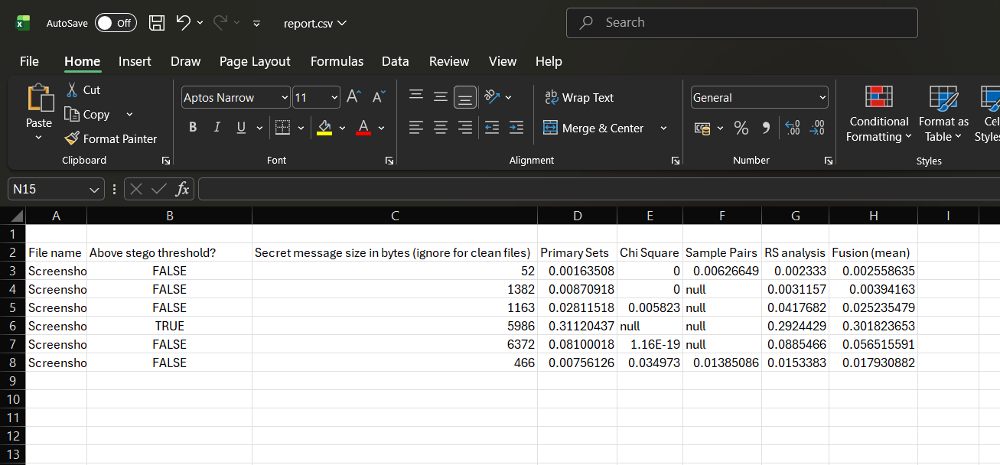 AutoSave Off report.csv Search
File Home Insert Draw Page Layout Formulas Data Review View Help
Paste Cut Copy Format Painter Clipboard
Aptos Narrow 11 A A B I U A Font
Wrap Text Merge & Center Alignment
General % Number
Conditional Formatting Format as Table Cel Styles Styles
N15 fx
A B C D E F G H I
1
2 File name Above stego threshold? Secret message size in bytes (ignore for clean files) Primary Sets Chi Square Sample Pairs RS analysis Fusion (mean)
3 Screensho FALSE 52 0.00163508 0 0.00626649 0.002333 0.002558635
4 Screensho FALSE 1382 0.00870918 0 null 0.0031157 0.00394163
5 Screensho FALSE 1163 0.02811518 0.005823 null 0.0417682 0.025235479
6 Screensho TRUE 5986 0.31120437 null null 0.2924429 0.301823653
7 Screensho FALSE 6372 0.08100018 1.16E-19 null 0.0885466 0.056515591
8 Screensho FALSE 466 0.00756126 0.034973 0.01385086 0.0153383 0.017930882
9
10
11
12
13